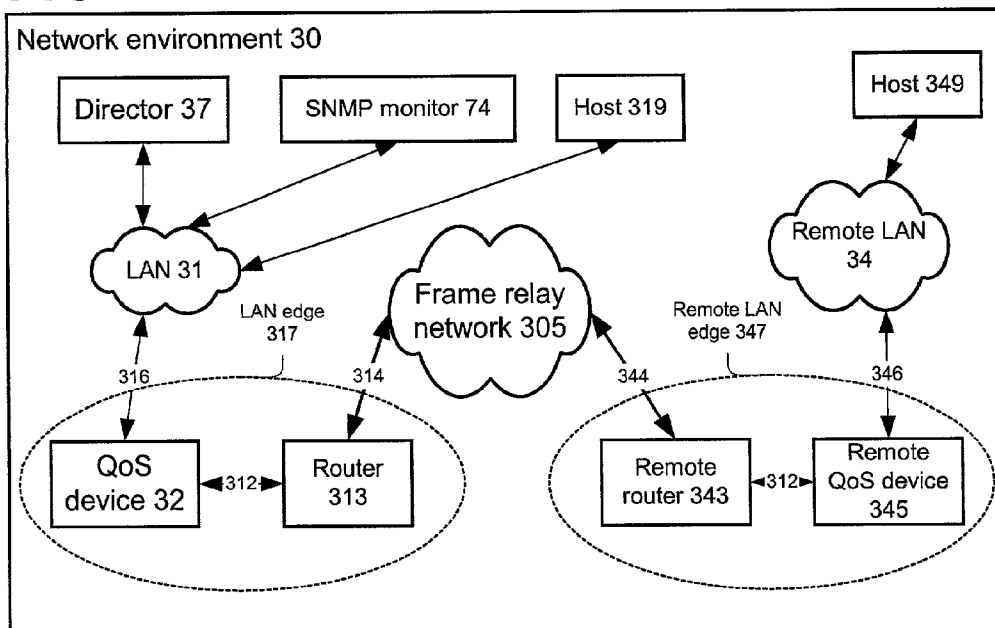 Network environment 30
Director 37
SNMP monitor 74
Host 319
Host 349
LAN 31
Remote LAN
34
Frame relay
network 305
LAN edge
317
Remote LAN
edge 347
316
314
344
346
QoS
device 32
312
Router
313
Remote
router 343
312
Remote
QoS device
345